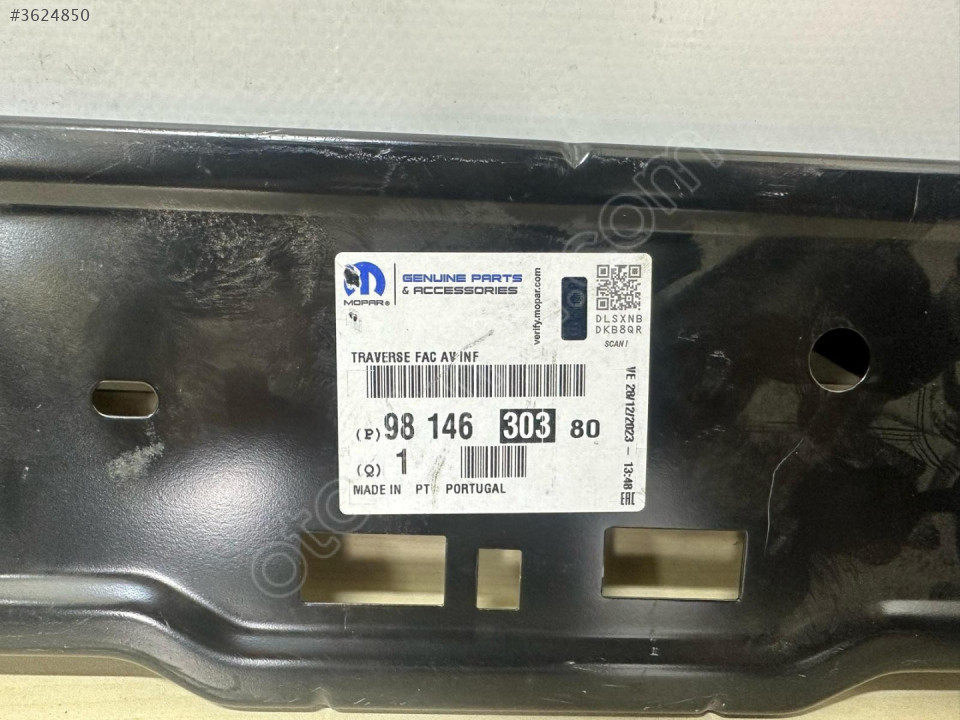 #3624850
MOPAR®
GENUINE PARTS
& ACCESSORIES
verify.mopar.com
DLSXNB
DKB8QR
SCAN!
TRAVERSE FAC AV INF
(P) 98 146 303 80
(Q) 1
MADE IN PT PORTUGAL
VE 28/12/2023 - 13:48
EAC